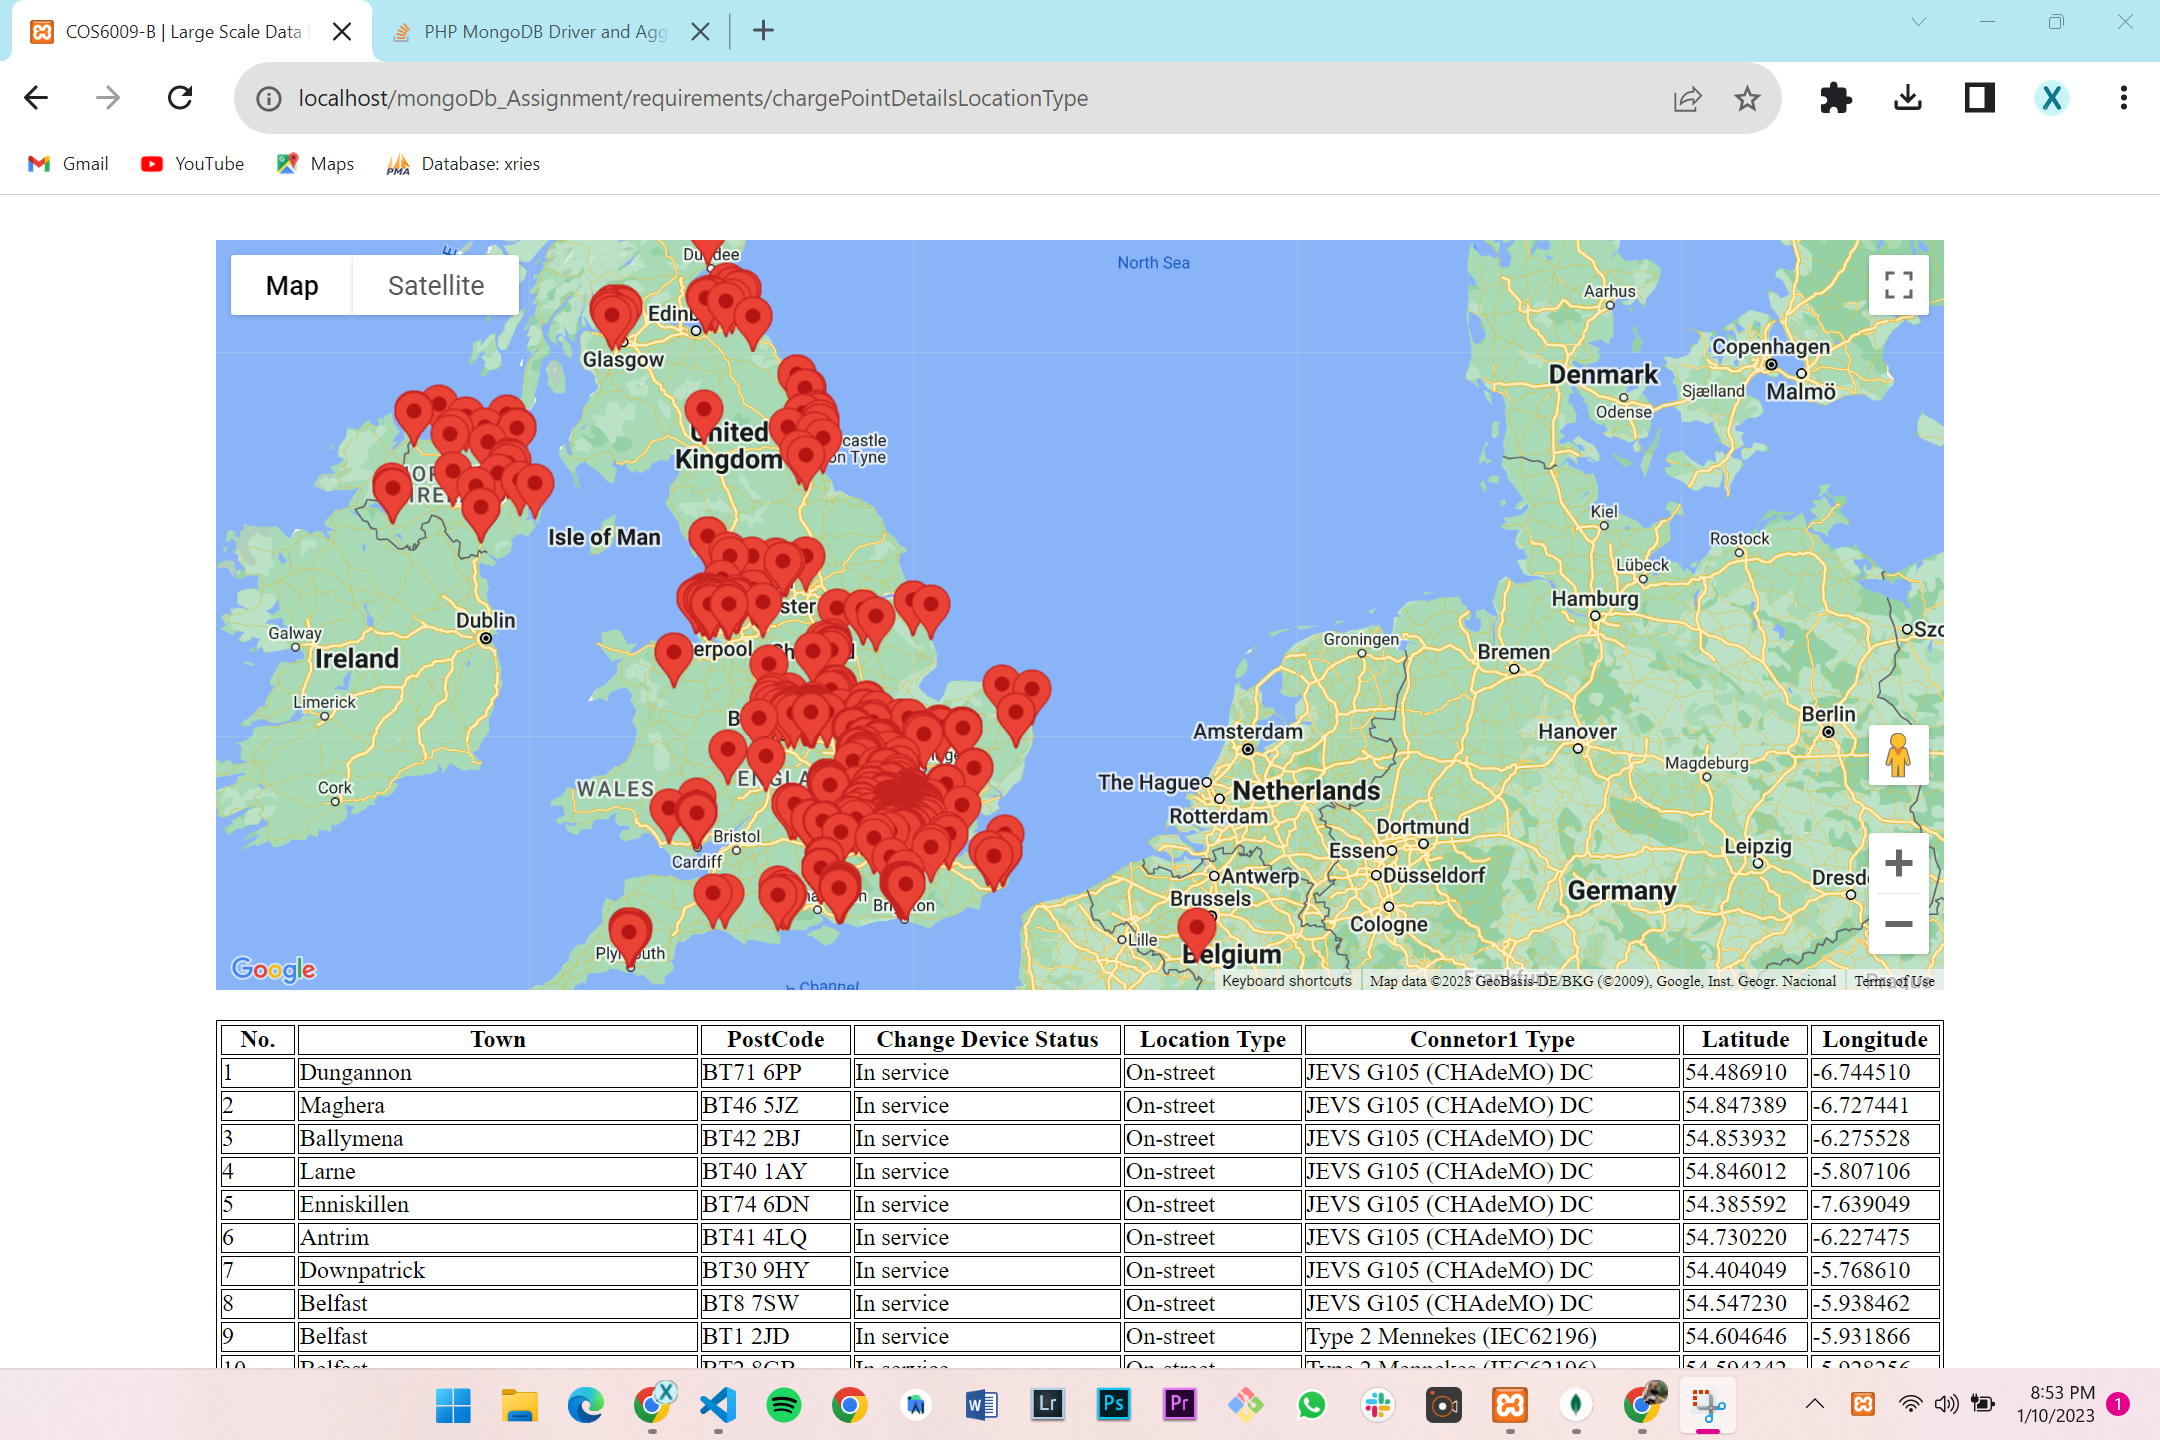 COS6009-B | Large Scale Data
PHP MongoDB Driver and Agg
localhost/mongoDb_Assignment/requirements/chargePointDetailsLocationType
X
Gmail
YouTube
PMA
Maps
Database: xries
Map
Satellite
Dundee
North Sea
Aarhus
Edinb
Glasgow
Copenhagen
Denmark
Sjælland
Malmö
Odense
United
Kingdom
castle
on Tyne
Kiel
Isle of Man
Rostock
Lübeck
Hamburg
Dublin
ster
Galway
Groningen
Szc
erpool
Ireland
Bremen
Limerick
Berlin
Amsterdam
Hanover
Magdeburg
WALES
The Hague
Netherlands
Cork
Rotterdam
Bristol
Dortmund
Cardiff
Essen
Leipzig
Antwerp
Düsseldorf
Dresd
Brussels
Germany
Cologne
Lille
Belgium
Google
Channel
Keyboard shortcuts
Map data ©2023 GeoBasis-DE/BKG (©2009), Google, Inst. Geogr. Nacional
Terms of Use
No. Town PostCode Change Device Status Location Type Connetor1 Type Latitude Longitude
1 Dungannon BT71 6PP In service On-street JEVS G105 (CHAdeMO) DC 54.486910 -6.744510
2 Maghera BT46 5JZ In service On-street JEVS G105 (CHAdeMO) DC 54.847389 -6.727441
3 Ballymena BT42 2BJ In service On-street JEVS G105 (CHAdeMO) DC 54.853932 -6.275528
4 Larne BT40 1AY In service On-street JEVS G105 (CHAdeMO) DC 54.846012 -5.807106
5 Enniskillen BT74 6DN In service On-street JEVS G105 (CHAdeMO) DC 54.385592 -7.639049
6 Antrim BT41 4LQ In service On-street JEVS G105 (CHAdeMO) DC 54.730220 -6.227475
7 Downpatrick BT30 9HY In service On-street JEVS G105 (CHAdeMO) DC 54.404049 -5.768610
8 Belfast BT8 7SW In service On-street JEVS G105 (CHAdeMO) DC 54.547230 -5.938462
9 Belfast BT1 2JD In service On-street Type 2 Mennekes (IEC62196) 54.604646 -5.931866
Lr
Ps
Pr
8:53 PM
1/10/2023
1